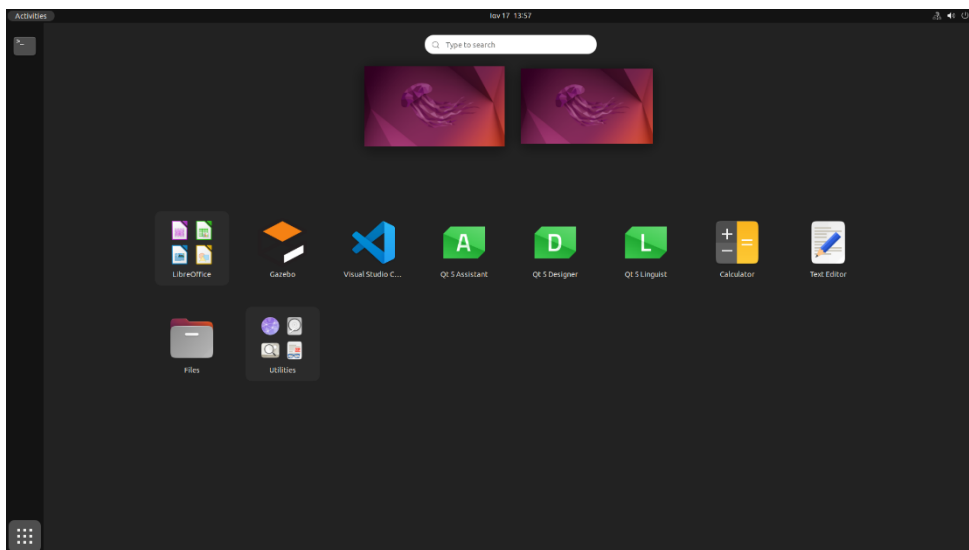 Activities
17 13:57
Type to search
LibreOffice
Gazebo
Visual Studio C...
Qt 5 Assistant
Qt 5 Designer
Qt 5 Linguist
Calculator
Text Editor
Files
Utilities
>_
A
D
L